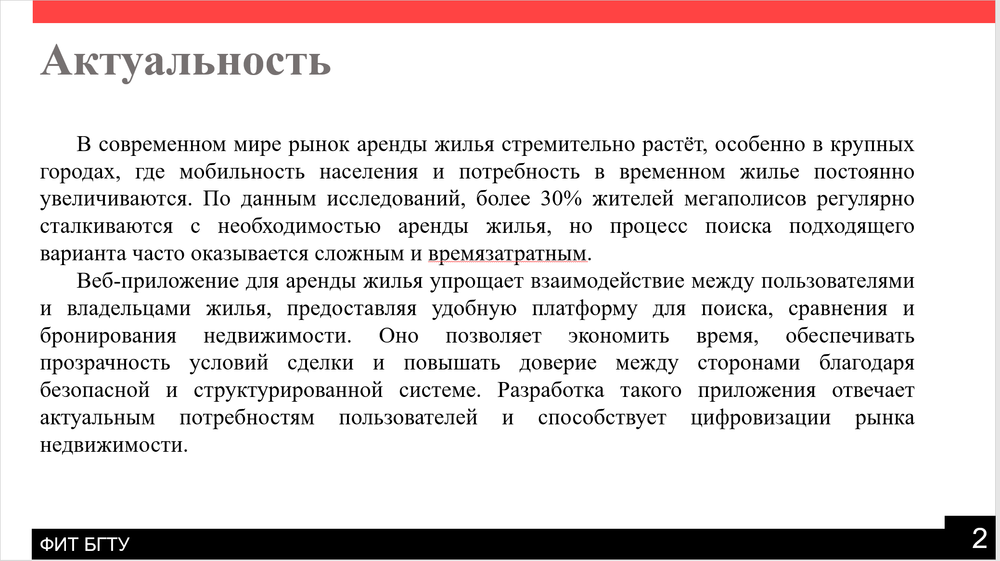 Актуальность
В современном мире рынок аренды жилья стремительно растёт, особенно в крупных
городах, где мобильность населения и потребность в временном жилье постоянно
увеличиваются. По данным исследований, более 30% жителей мегаполисов регулярно
сталкиваются с необходимостью аренды жилья, но процесс поиска подходящего
варианта часто оказывается сложным и времязатратным.
Веб-приложение для аренды жилья упрощает взаимодействие между пользователями
и владельцами жилья, предоставляя удобную платформу для поиска, сравнения и
бронирования недвижимости. Оно позволяет экономить время, обеспечивать
прозрачность условий сделки и повышать доверие между сторонами благодаря
безопасной и структурированной системе. Разработка такого приложения отвечает
актуальным потребностям пользователей и способствует цифровизации рынка
недвижимости.
ФИТ БГТУ
2